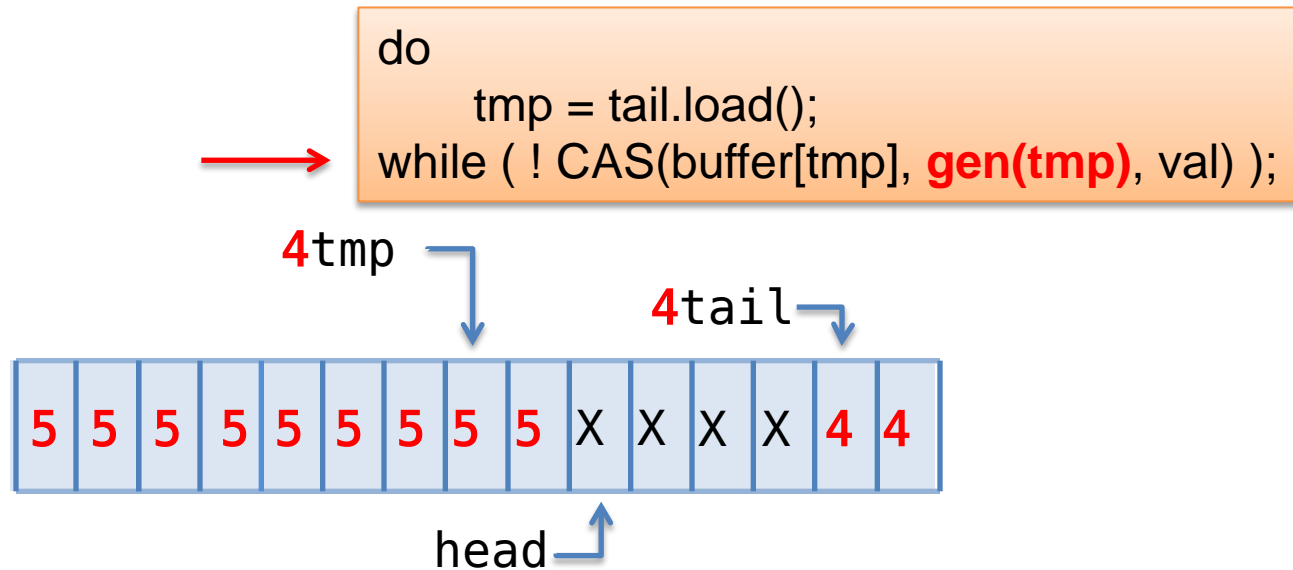 do
tmp = tail.load();
while ( ! CAS(buffer[tmp], gen(tmp), val) );
4tmp
4tail
5 5 5 5 5 5 5 5 5 X X X X 4 4
head